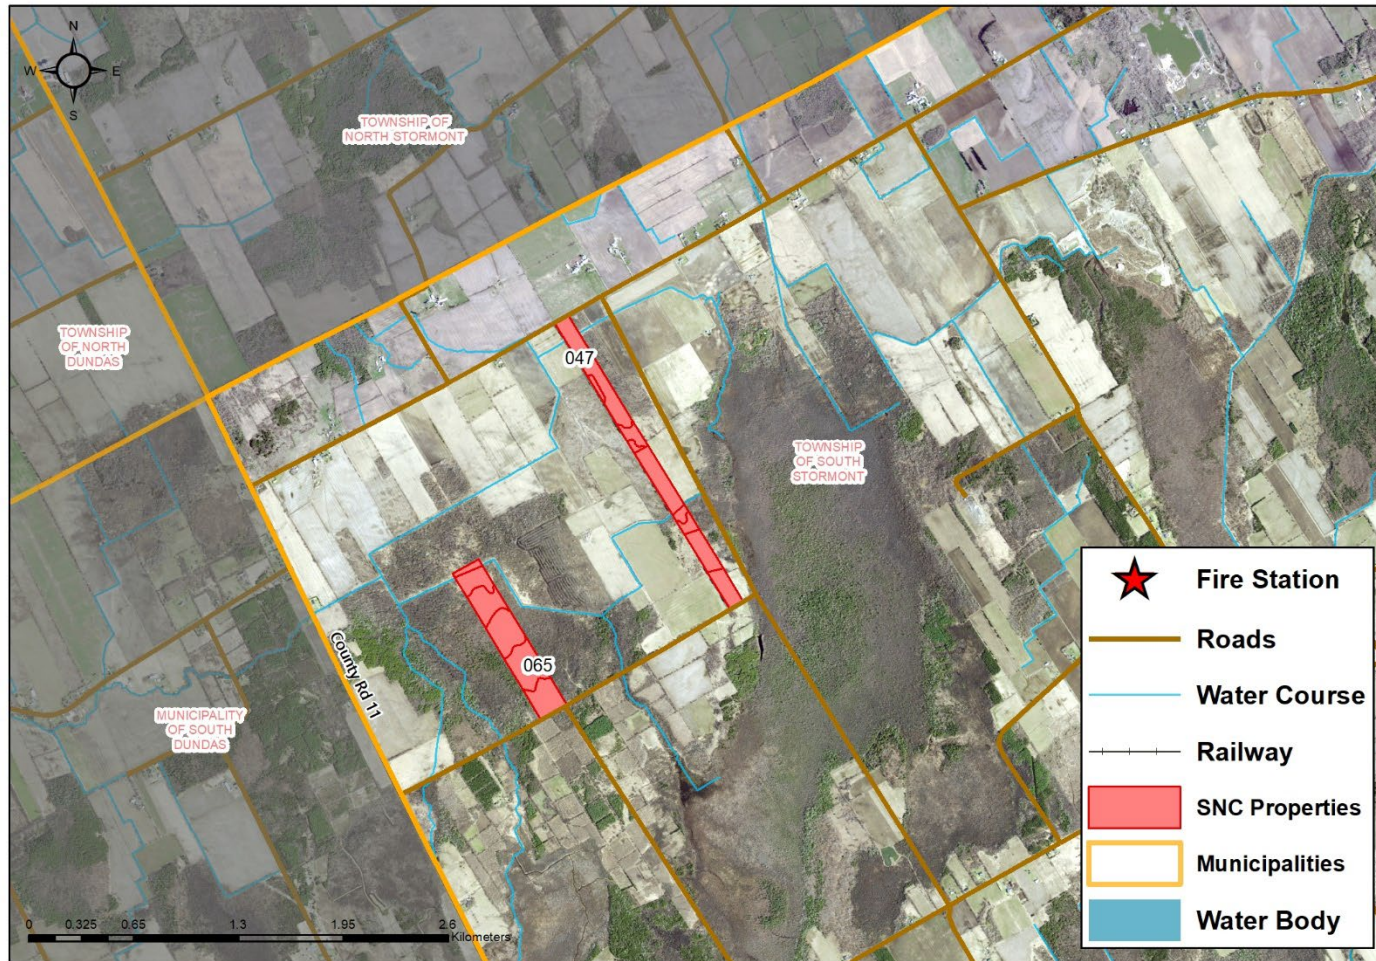 N
W
E
S
TOWNSHIP OF
NORTH STORMONT
TOWNSHIP
OF NORTH
DUNDAS
047
TOWNSHIP
OF SOUTH
STORMONT
065
County Rd 11
MUNICIPALITY
OF SOUTH
DUNDAS
Fire Station
Roads
Water Course
Railway
SNC Properties
Municipalities
Water Body
0 0.325 0.65 1.3 1.95 2.6
Kilometers